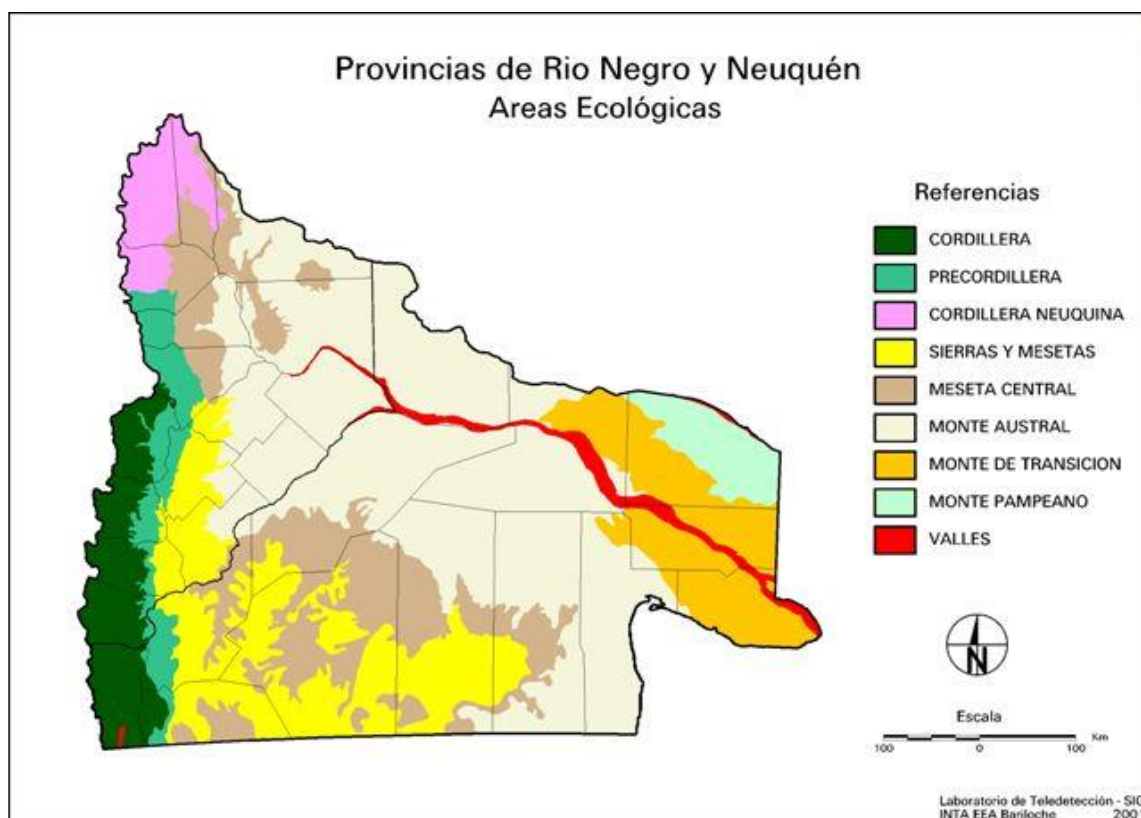 Provincias de Rio Negro y Neuquén
Areas Ecológicas
Referencias
CORDILLERA
PRECORDILLERA
CORDILLERA NEUQUINA
SIERRAS Y MESETAS
MESETA CENTRAL
MONTE AUSTRAL
MONTE DE TRANSICION
MONTE PAMPEANO
VALLES
N
Escala
100 0 100 Km
Laboratorio de Teledetección - SIG
INTA EEA Bariloche